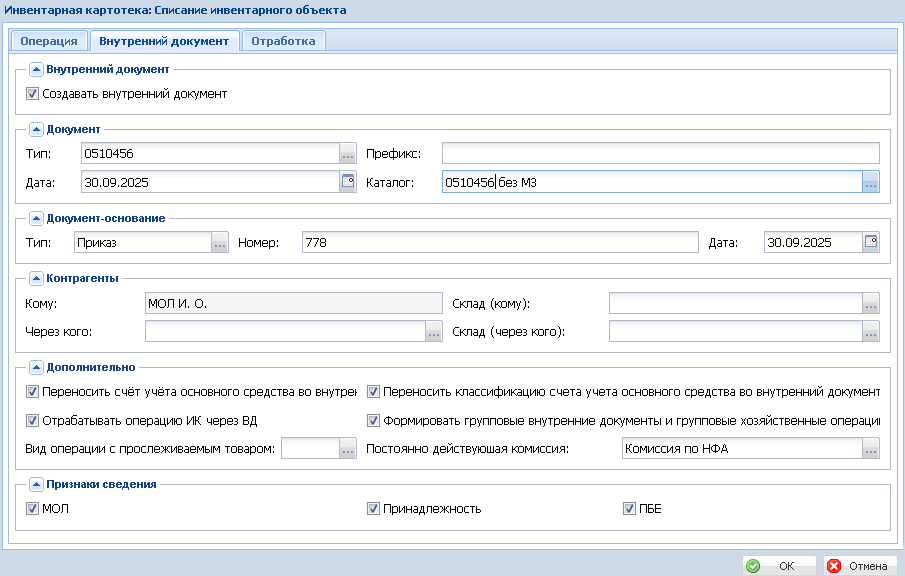 Инвентарная картотека: Списание инвентарного объекта
Операция Внутренний документ Отработка
Внутренний документ
Создавать внутренний документ
Документ
Тип: 0510456 ... Префикс:
Дата: 30.09.2025 Каталог: 0510456 без МЗ ...
Документ-основание
Тип: Приказ ... Номер: 778 Дата: 30.09.2025
Контрагенты
Кому: МОЛ И. О. Склад (кому): ...
Через кого: ... Склад (через кого): ...
Дополнительно
Переносить счёт учёта основного средства во внутрен Переносить классификацию счета учета основного средства во внутренний документ
Отрабатывать операцию ИК через ВД Формировать групповые внутренние документы и групповые хозяйственные операци
Вид операции с прослеживаемым товаром: ... Постоянно действующая комиссия: Комиссия по НФА ...
Признаки сведения
МОЛ Принадлежность ПБЕ
ОК Отмена